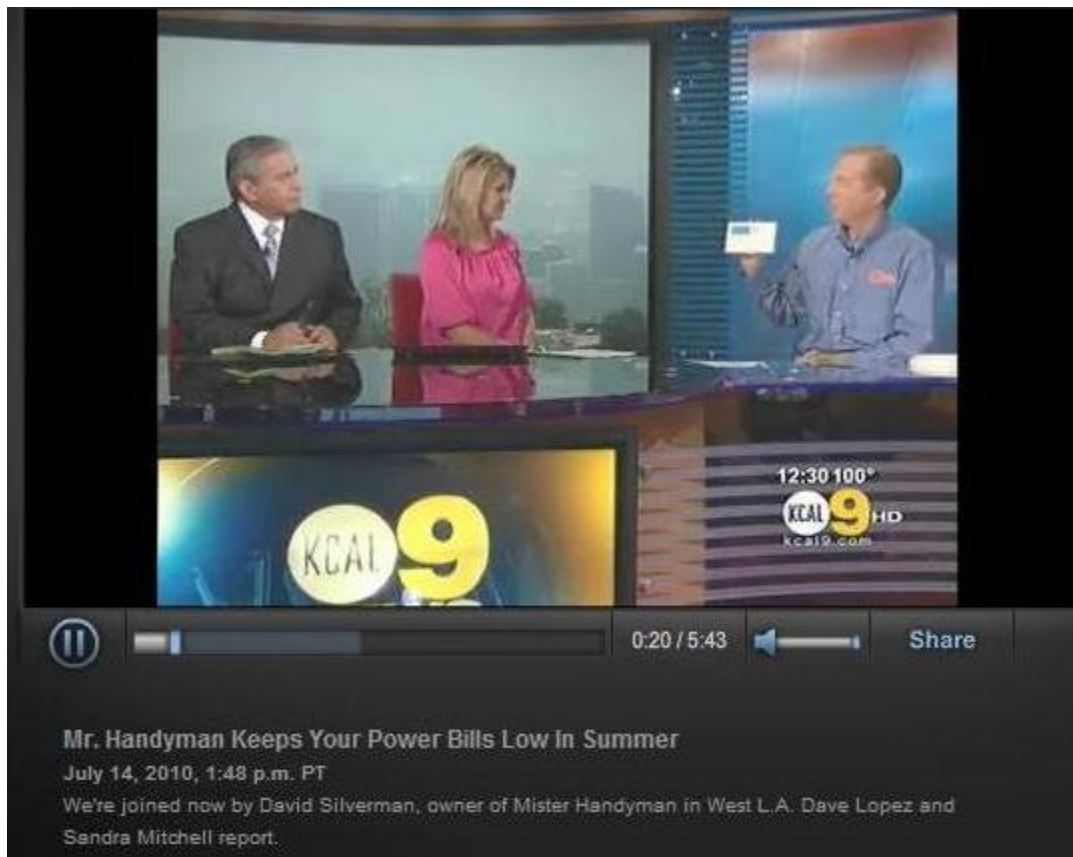 12:30 100°
KCAL 9 HD
kcal9.com
KCAL 9
0:20 / 5:43
Share
Mr. Handyman Keeps Your Power Bills Low In Summer
July 14, 2010, 1:48 p.m. PT
We're joined now by David Silverman, owner of Mister Handyman in West L.A. Dave Lopez and
Sandra Mitchell report.